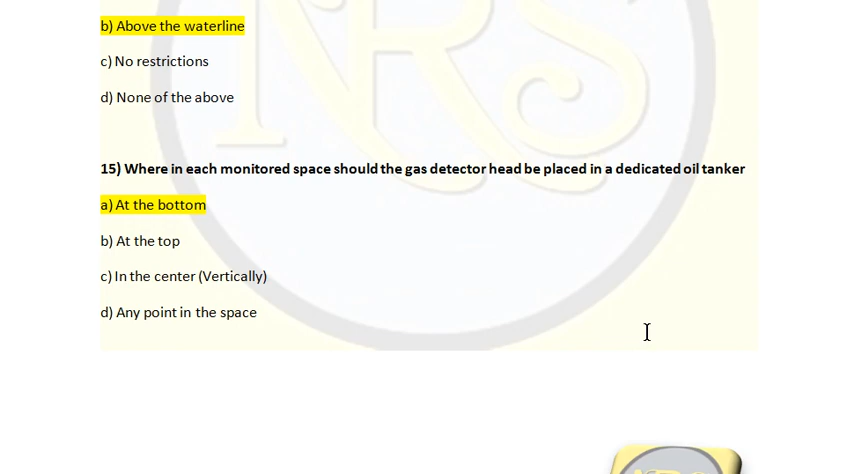 b) Above the waterline
c) No restrictions
d) None of the above
15) Where in each monitored space should the gas detector head be placed in a dedicated oil tanker
a) At the bottom
b) At the top
c) In the center (Vertically)
d) Any point in the space
NRS